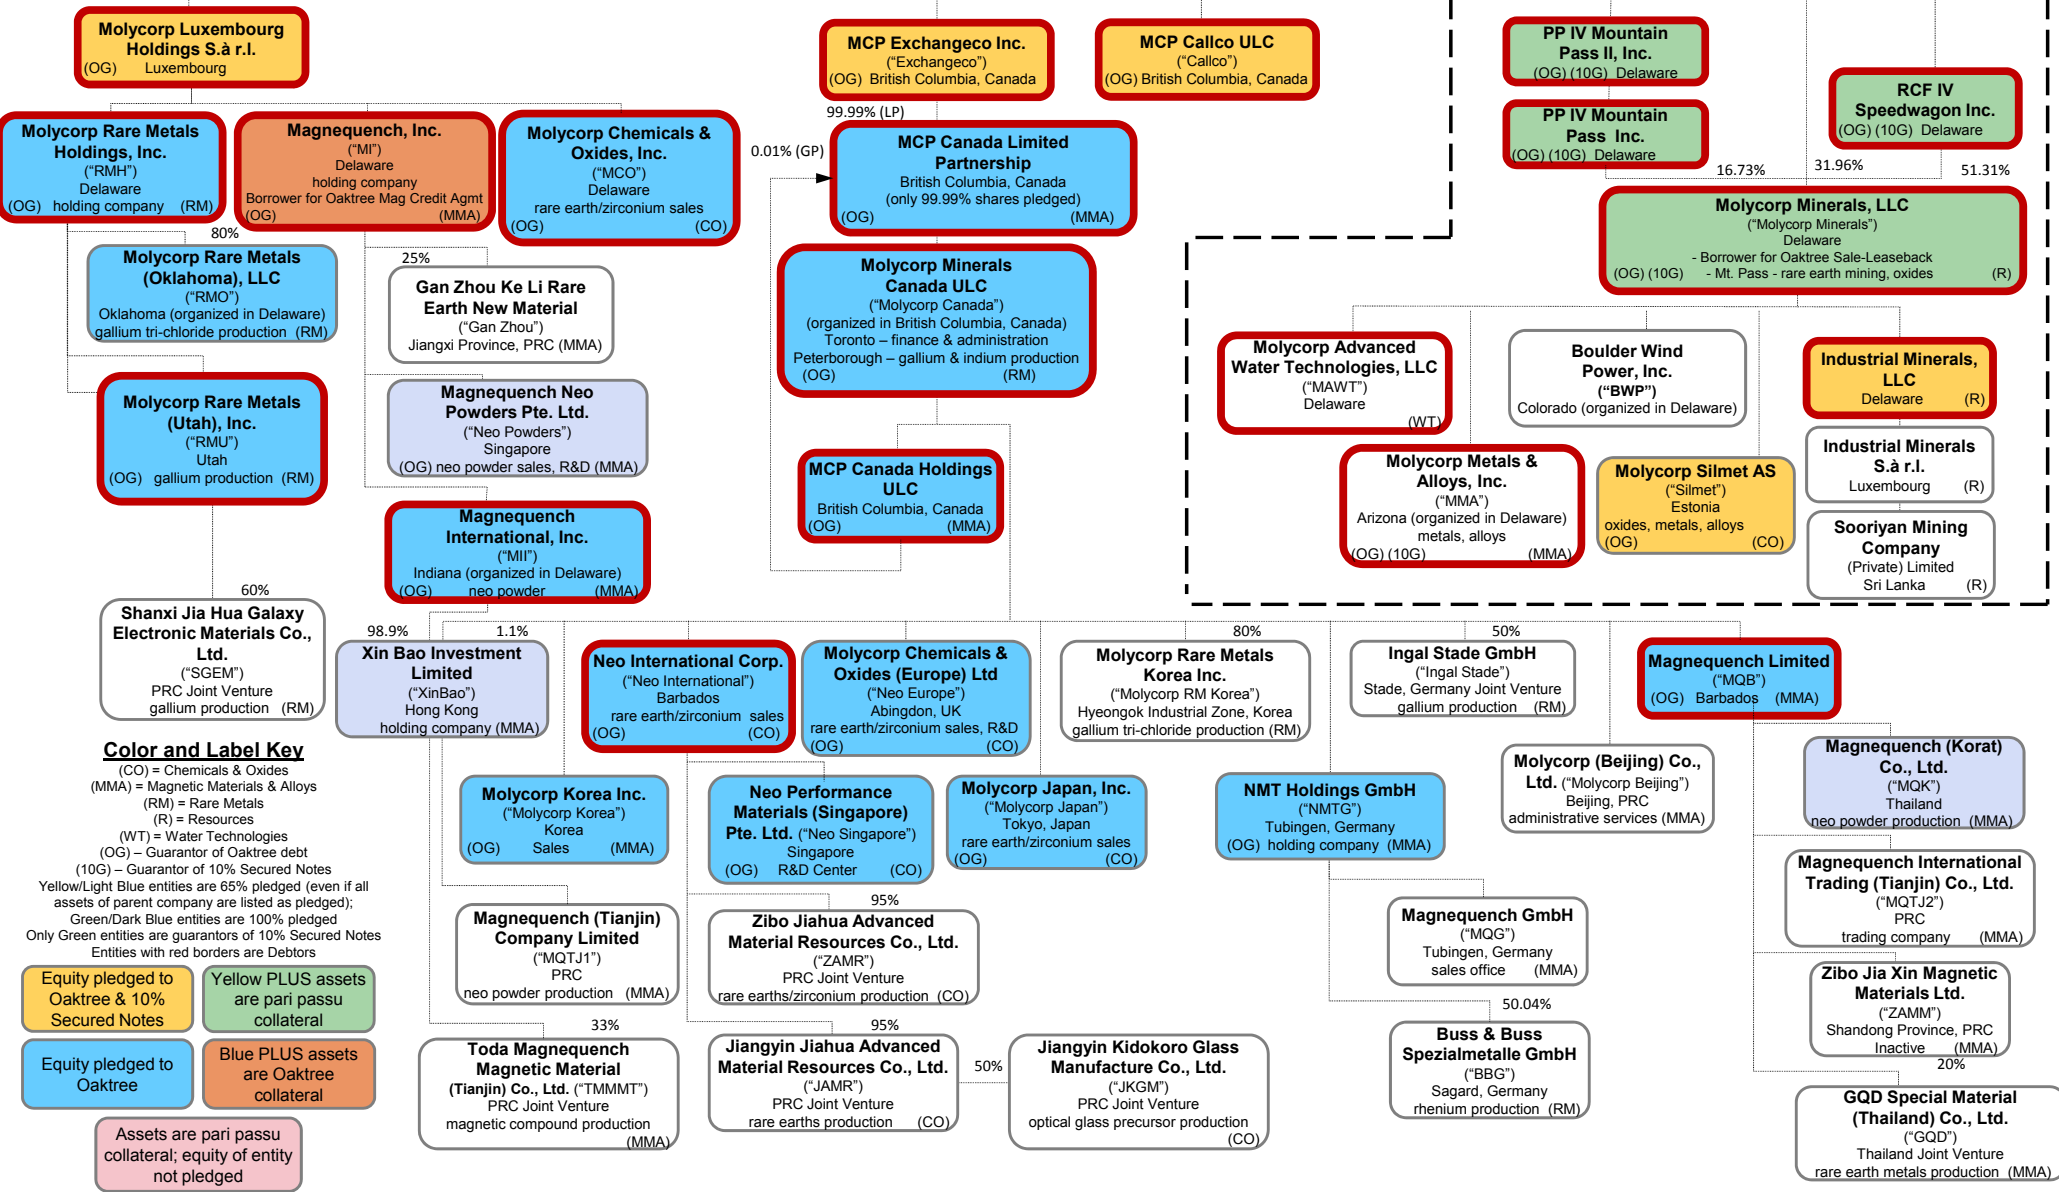 Molycorp Luxembourg
Holdings S.à r.l.
(OG) Luxembourg
MCP Exchangeco Inc.
(“Exchangeco”)
(OG) British Columbia, Canada
MCP Callco ULC
(“Callco”)
(OG) British Columbia, Canada
PP IV Mountain
Pass II, Inc.
(OG) (10G) Delaware
RCF IV
Speedwagon Inc.
(OG) (10G) Delaware
PP IV Mountain
Pass Inc.
(OG) (10G) Delaware
99.99% (LP)
0.01% (GP)
16.73%
31.96%
51.31%
Molycorp Rare Metals
Holdings, Inc.
(“RMH”)
Delaware
(OG) holding company (RM)
Magnequench, Inc.
(“MI”)
Delaware
holding company
Borrower for Oaktree Mag Credit Agmt
(OG) (MMA)
Molycorp Chemicals &
Oxides, Inc.
(“MCO”)
Delaware
rare earth/zirconium sales
(OG) (CO)
MCP Canada Limited
Partnership
British Columbia, Canada
(only 99.99% shares pledged)
(OG) (MMA)
Molycorp Minerals, LLC
(“Molycorp Minerals”)
Delaware
- Borrower for Oaktree Sale-Leaseback
(OG) (10G) - Mt. Pass - rare earth mining, oxides (R)
80%
Molycorp Rare Metals
(Oklahoma), LLC
(“RMO”)
Oklahoma (organized in Delaware)
gallium tri-chloride production (RM)
25%
Gan Zhou Ke Li Rare
Earth New Material
(“Gan Zhou”)
Jiangxi Province, PRC (MMA)
Molycorp Minerals
Canada ULC
(“Molycorp Canada”)
(organized in British Columbia, Canada)
Toronto – finance & administration
Peterborough – gallium & indium production
(OG) (RM)
Molycorp Advanced
Water Technologies, LLC
(“MAWT”)
Delaware
(WT)
Boulder Wind
Power, Inc.
(“BWP”)
Colorado (organized in Delaware)
Industrial Minerals,
LLC
Delaware (R)
Molycorp Rare Metals
(Utah), Inc.
(“RMU”)
Utah
(OG) gallium production (RM)
Magnequench Neo
Powders Pte. Ltd.
(“Neo Powders”)
Singapore
(OG) neo powder sales, R&D (MMA)
MCP Canada Holdings
ULC
British Columbia, Canada
(OG) (MMA)
Molycorp Metals &
Alloys, Inc.
(“MMA”)
Arizona (organized in Delaware)
metals, alloys
(OG) (10G) (MMA)
Molycorp Silmet AS
(“Silmet”)
Estonia
oxides, metals, alloys
(OG) (CO)
Industrial Minerals
S.à r.l.
Luxembourg (R)
Sooriyan Mining
Company
(Private) Limited
Sri Lanka (R)
Magnequench
International, Inc.
(“MII”)
Indiana (organized in Delaware)
(OG) neo powder (MMA)
60%
Shanxi Jia Hua Galaxy
Electronic Materials Co.,
Ltd.
(“SGEM”)
PRC Joint Venture
gallium production (RM)
98.9%
1.1%
Xin Bao Investment
Limited
(“XinBao”)
Hong Kong
holding company (MMA)
Neo International Corp.
(“Neo International”)
Barbados
rare earth/zirconium sales
(OG) (CO)
Molycorp Chemicals &
Oxides (Europe) Ltd
(“Neo Europe”)
Abingdon, UK
rare earth/zirconium sales, R&D
(OG) (CO)
80%
Molycorp Rare Metals
Korea Inc.
(“Molycorp RM Korea”)
Hyeongok Industrial Zone, Korea
gallium tri-chloride production (RM)
50%
Ingal Stade GmbH
(“Ingal Stade”)
Stade, Germany Joint Venture
gallium production (RM)
Magnequench Limited
(“MQB”)
(OG) Barbados (MMA)
Molycorp Korea Inc.
(“Molycorp Korea”)
Korea
(OG) Sales (MMA)
Neo Performance
Materials (Singapore)
Pte. Ltd. (“Neo Singapore”)
Singapore
(OG) R&D Center (CO)
Molycorp Japan, Inc.
(“Molycorp Japan”)
Tokyo, Japan
rare earth/zirconium sales
(OG) (CO)
NMT Holdings GmbH
(“NMTG”)
Tubingen, Germany
(OG) holding company (MMA)
Molycorp (Beijing) Co.,
Ltd. (“Molycorp Beijing”)
Beijing, PRC
administrative services (MMA)
Magnequench (Korat)
Co., Ltd.
(“MQK”)
Thailand
neo powder production (MMA)
Magnequench International
Trading (Tianjin) Co., Ltd.
(“MQTJ2”)
PRC
trading company (MMA)
Magnequench (Tianjin)
Company Limited
(“MQTJ1”)
PRC
neo powder production (MMA)
95%
Zibo Jiahua Advanced
Material Resources Co., Ltd.
(“ZAMR”)
PRC Joint Venture
rare earths/zirconium production (CO)
Magnequench GmbH
(“MQG”)
Tubingen, Germany
sales office (MMA)
Zibo Jia Xin Magnetic
Materials Ltd.
(“ZAMM”)
Shandong Province, PRC
Inactive (MMA)
33%
Toda Magnequench
Magnetic Material
(Tianjin) Co., Ltd. (“TMMMT”)
PRC Joint Venture
magnetic compound production
(MMA)
95%
Jiangyin Jiahua Advanced
Material Resources Co., Ltd.
(“JAMR”)
PRC Joint Venture
rare earths production (CO)
50%
Jiangyin Kidokoro Glass
Manufacture Co., Ltd.
(“JKGM”)
PRC Joint Venture
optical glass precursor production
(CO)
50.04%
Buss & Buss
Spezialmetalle GmbH
(“BBG”)
Sagard, Germany
rhenium production (RM)
20%
GQD Special Material
(Thailand) Co., Ltd.
(“GQD”)
Thailand Joint Venture
rare earth metals production (MMA)
Color and Label Key
(CO) = Chemicals & Oxides
(MMA) = Magnetic Materials & Alloys
(RM) = Rare Metals
(R) = Resources
(WT) = Water Technologies
(OG) – Guarantor of Oaktree debt
(10G) – Guarantor of 10% Secured Notes
Yellow/Light Blue entities are 65% pledged (even if all
assets of parent company are listed as pledged);
Green/Dark Blue entities are 100% pledged
Only Green entities are guarantors of 10% Secured Notes
Entities with red borders are Debtors
Equity pledged to
Oaktree & 10%
Secured Notes
Yellow PLUS assets
are pari passu
collateral
Equity pledged to
Oaktree
Blue PLUS assets
are Oaktree
collateral
Assets are pari passu
collateral; equity of entity
not pledged